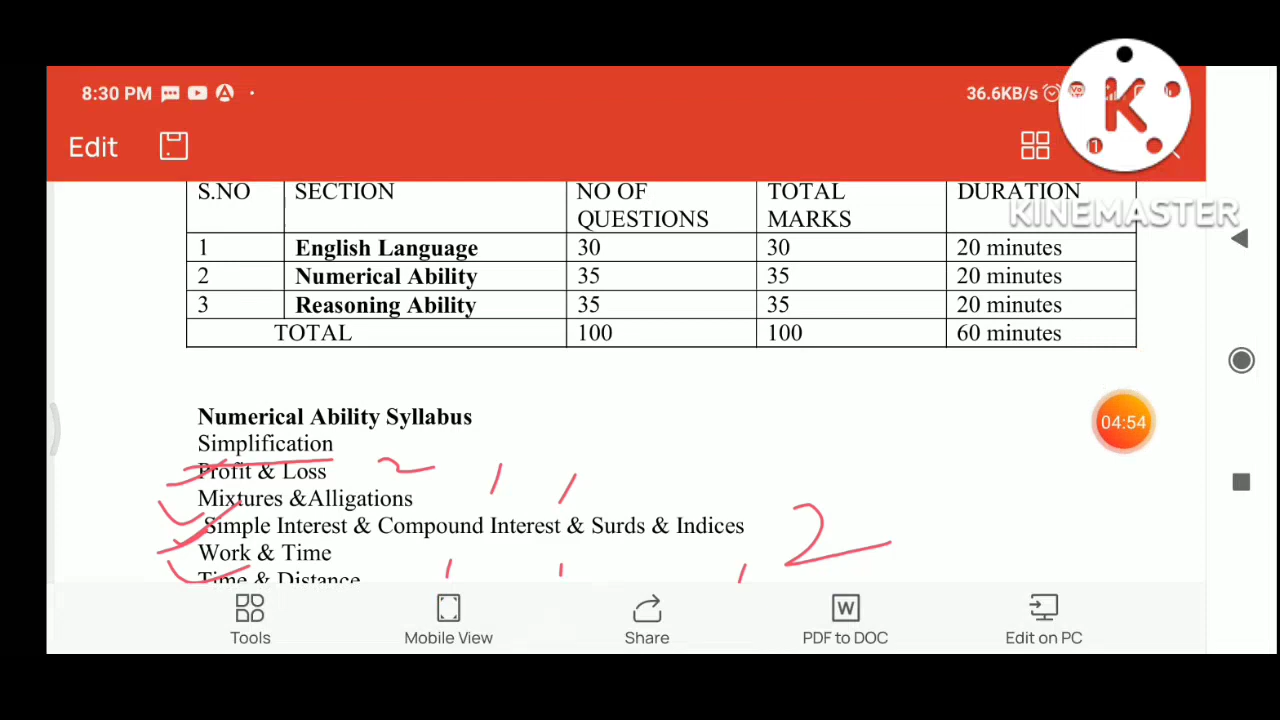 8:30 PM
36.6KB/s
Edit
KINEMASTER
S.NO SECTION NO OF QUESTIONS TOTAL MARKS DURATION
1 English Language 30 30 20 minutes
2 Numerical Ability 35 35 20 minutes
3 Reasoning Ability 35 35 20 minutes
TOTAL 100 100 60 minutes
Numerical Ability Syllabus
Simplification
Profit & Loss
Mixtures &Alligations
Simple Interest & Compound Interest & Surds & Indices
2
Work & Time
Time & Distance
04:54
Tools Mobile View Share PDF to DOC Edit on PC